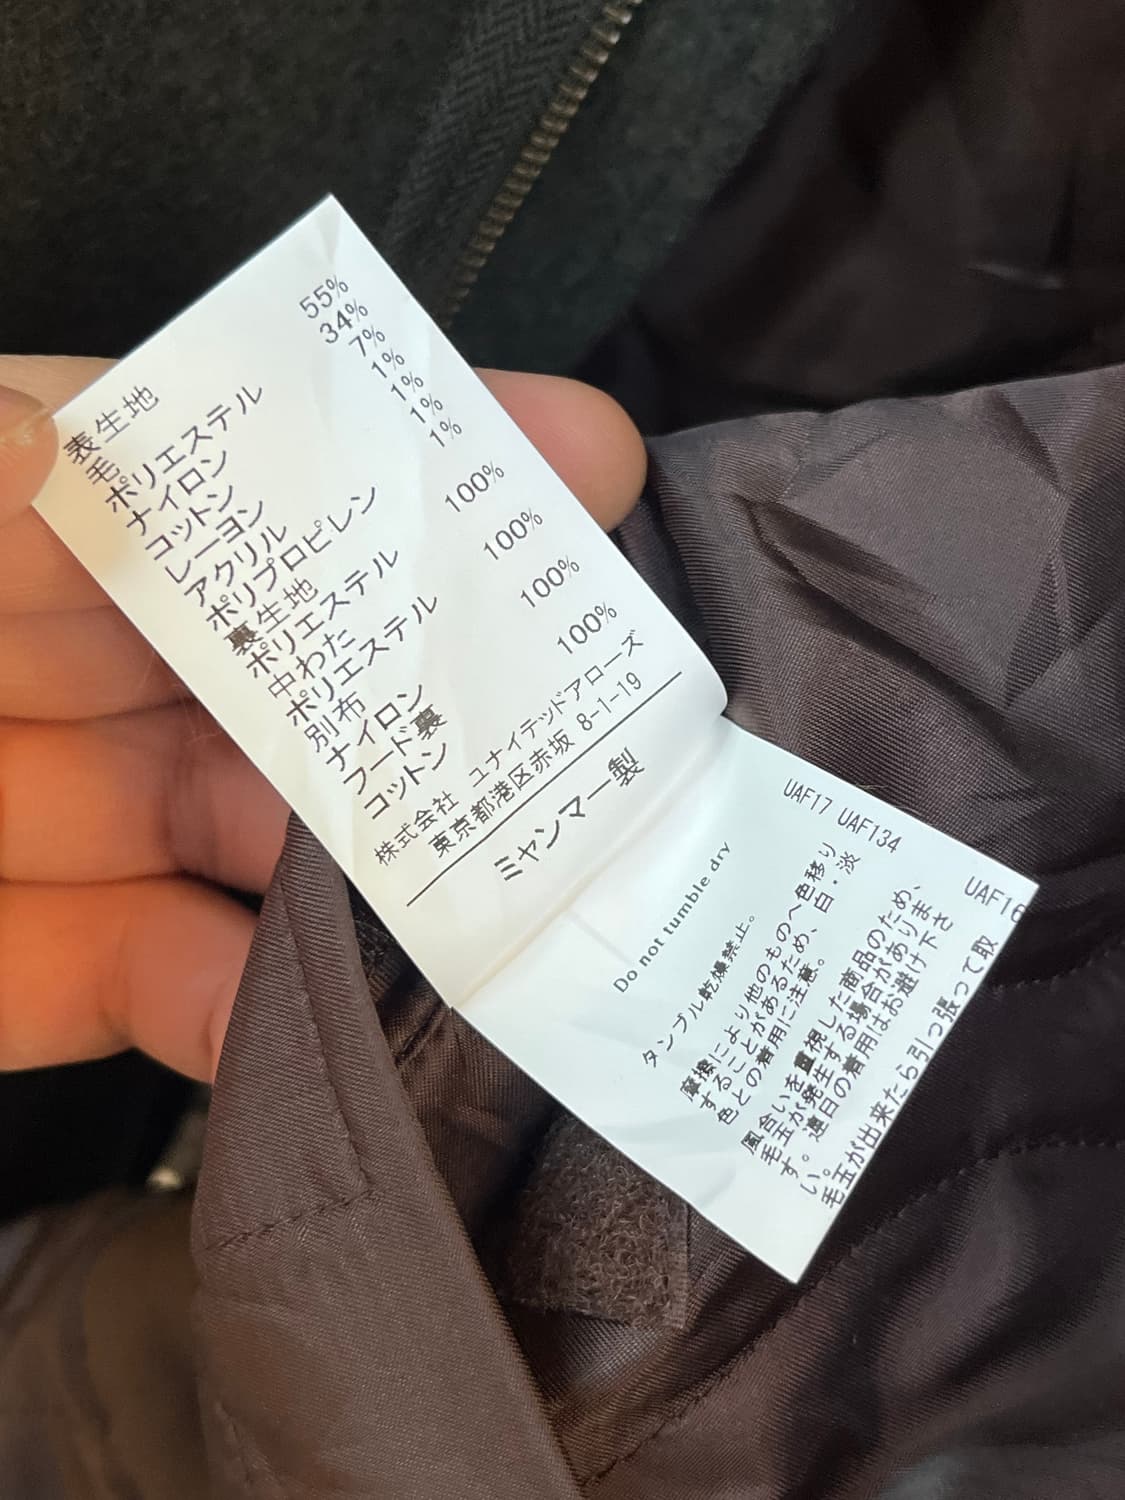 表生地
毛 55%
ポリエステル 34%
ナイロン 7%
コットン 1%
レーヨン 1%
アクリル 1%
ポリプロピレン 1%
裏生地
ポリエステル 100%
中わた
ポリエステル 100%
別布
ナイロン 100%
フード裏
コットン 100%
株式会社 ユナイテッドアローズ
東京都港区赤坂 8-1-19
ミャンマー製
UAF17 UAF134
UAF16
Do not tumble dry
タンブル乾燥禁止。
摩擦により他のものへ色移り
することがあるため、白・淡
色との着用に注意。
風合いを重視した商品のため、
毛玉が発生する場合がありま
す。連日の着用はお避け下さ
い。
毛玉が出来たら引っ張って取